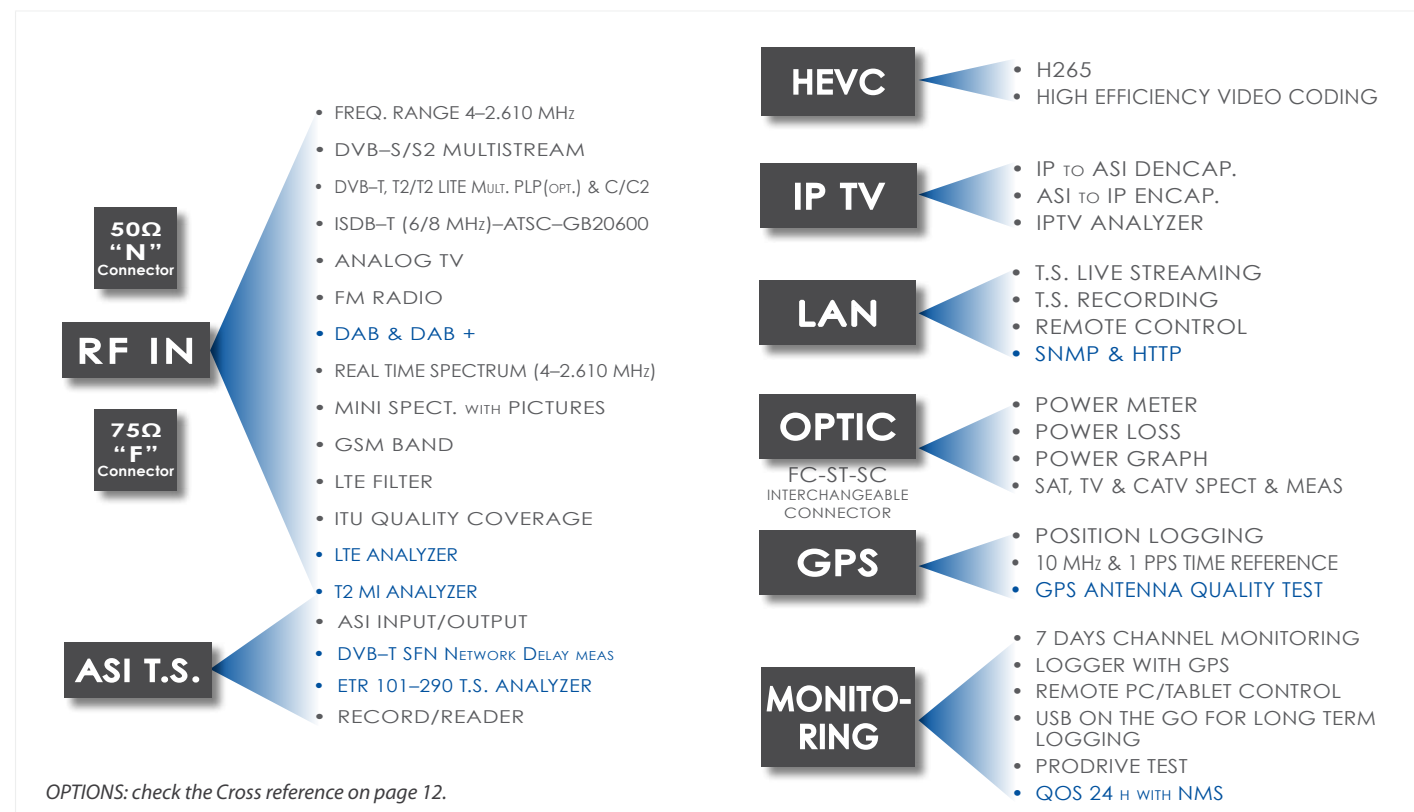 50Ω
“N”
Connector
RF IN
75Ω
“F”
Connector
• FREQ. RANGE 4–2.610 MHz
• DVB–S/S2 MULTISTREAM
• DVB–T, T2/T2 LITE MULT. PLP(OPT.) & C/C2
• ISDB–T (6/8 MHz)–ATSC–GB20600
• ANALOG TV
• FM RADIO
• DAB & DAB +
• REAL TIME SPECTRUM (4–2.610 MHz)
• MINI SPECT. WITH PICTURES
• GSM BAND
• LTE FILTER
• ITU QUALITY COVERAGE
• LTE ANALYZER
• T2 MI ANALYZER
ASI T.S.
• ASI INPUT/OUTPUT
• DVB–T SFN NETWORK DELAY MEAS
• ETR 101–290 T.S. ANALYZER
• RECORD/READER
OPTIONS: check the Cross reference on page 12.
HEVC
• H265
• HIGH EFFICIENCY VIDEO CODING
IP TV
• IP TO ASI DENCAP.
• ASI TO IP ENCAP.
• IPTV ANALYZER
LAN
• T.S. LIVE STREAMING
• T.S. RECORDING
• REMOTE CONTROL
• SNMP & HTTP
OPTIC
FC-ST-SC
INTERCHANGEABLE
CONNECTOR
• POWER METER
• POWER LOSS
• POWER GRAPH
• SAT, TV & CATV SPECT & MEAS
GPS
• POSITION LOGGING
• 10 MHz & 1 PPS TIME REFERENCE
• GPS ANTENNA QUALITY TEST
MONITO-
RING
• 7 DAYS CHANNEL MONITORING
• LOGGER WITH GPS
• REMOTE PC/TABLET CONTROL
• USB ON THE GO FOR LONG TERM
LOGGING
• PRODRIVE TEST
• QOS 24 H WITH NMS